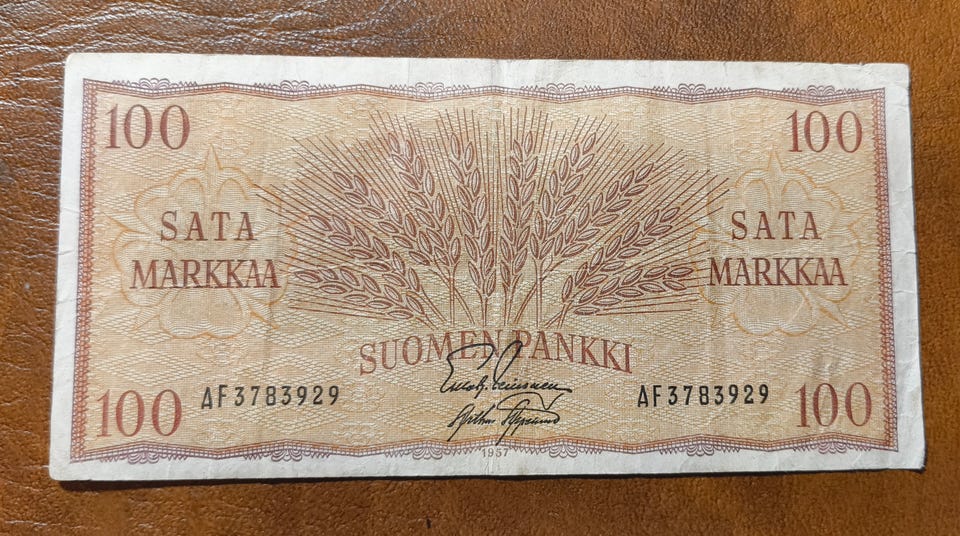 100 100
SATA MARKKAA
SATA MARKKAA
SUOMEN PANKKI
AF3783929 AF3783929
100 100
1957